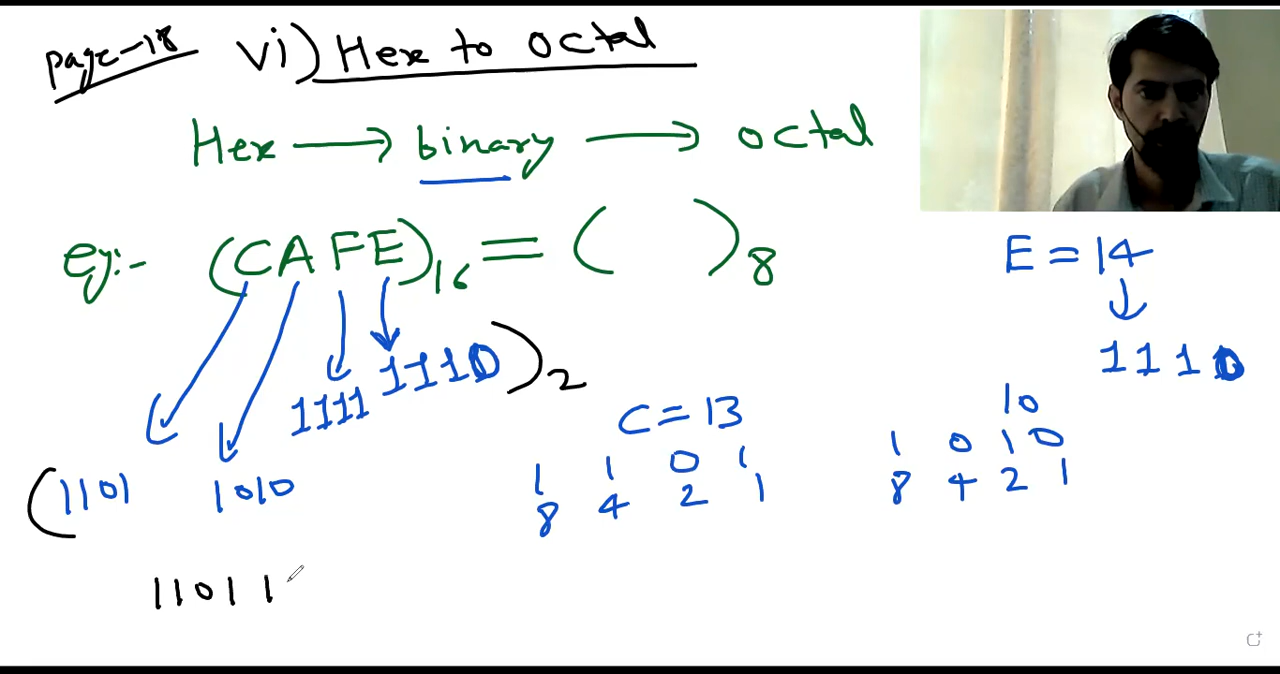 page-18 vi) Hex to Octal
Hex → binary → octal
eg:- (CAFE)16 = ( )8
E = 14
1110
1111 1110 )2
C = 13
10
1 1 0 1
1 0 1 0
(1101 1010
8 4 2 1
8 4 2 1
1101 1